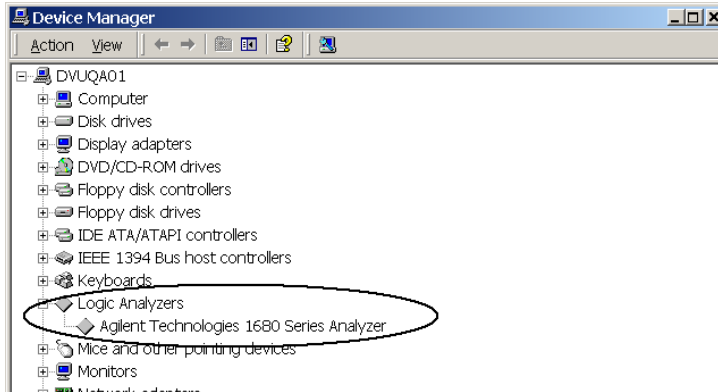 Device Manager
Action View
DVUQA01
Computer
Disk drives
Display adapters
DVD/CD-ROM drives
Floppy disk controllers
Floppy disk drives
IDE ATA/ATAPI controllers
IEEE 1394 Bus host controllers
Keyboards
Logic Analyzers
Agilent Technologies 1680 Series Analyzer
Mice and other pointing devices
Monitors
Network adapters